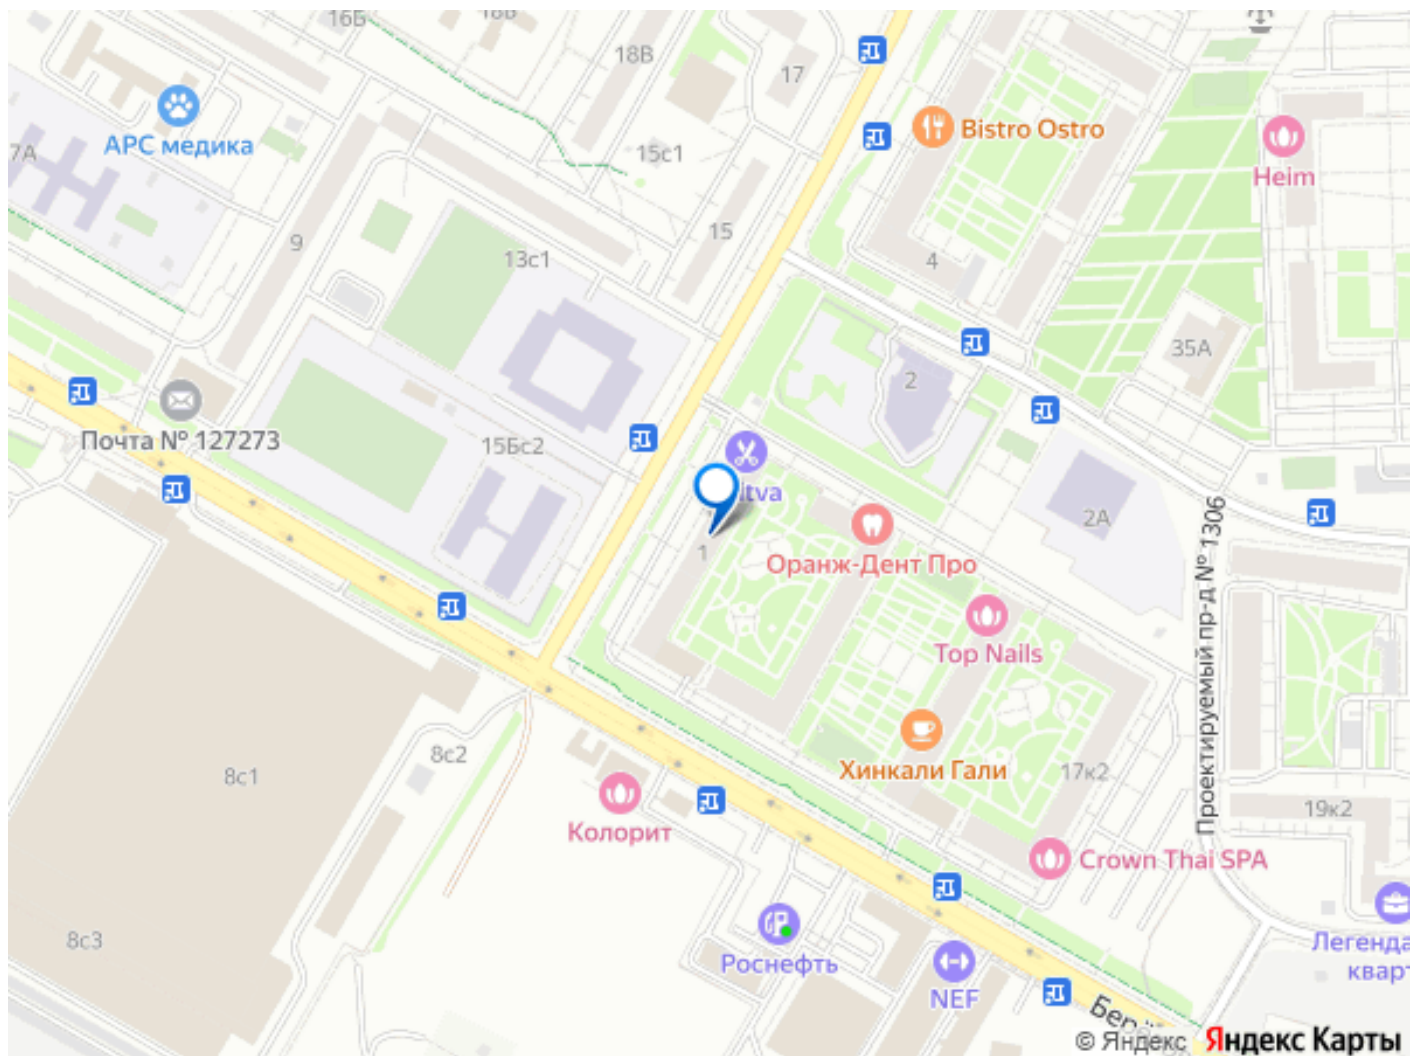 16Б
18В
17
АРС медика
7А
15с1
Bistro Ostro
Heim
15
9
13с1
4
35А
2
Почта № 127273
15Бс2
2А
Оранж-Дент Про
1
Проектируемый пр-д № 1306
Top Nails
8с2
8с1
Хинкали Гали
17к2
19к2
Колорит
Crown Thai SPA
8с3
Роснефть
NEF
Легенда
кварт
© Яндекс Яндекс Карты